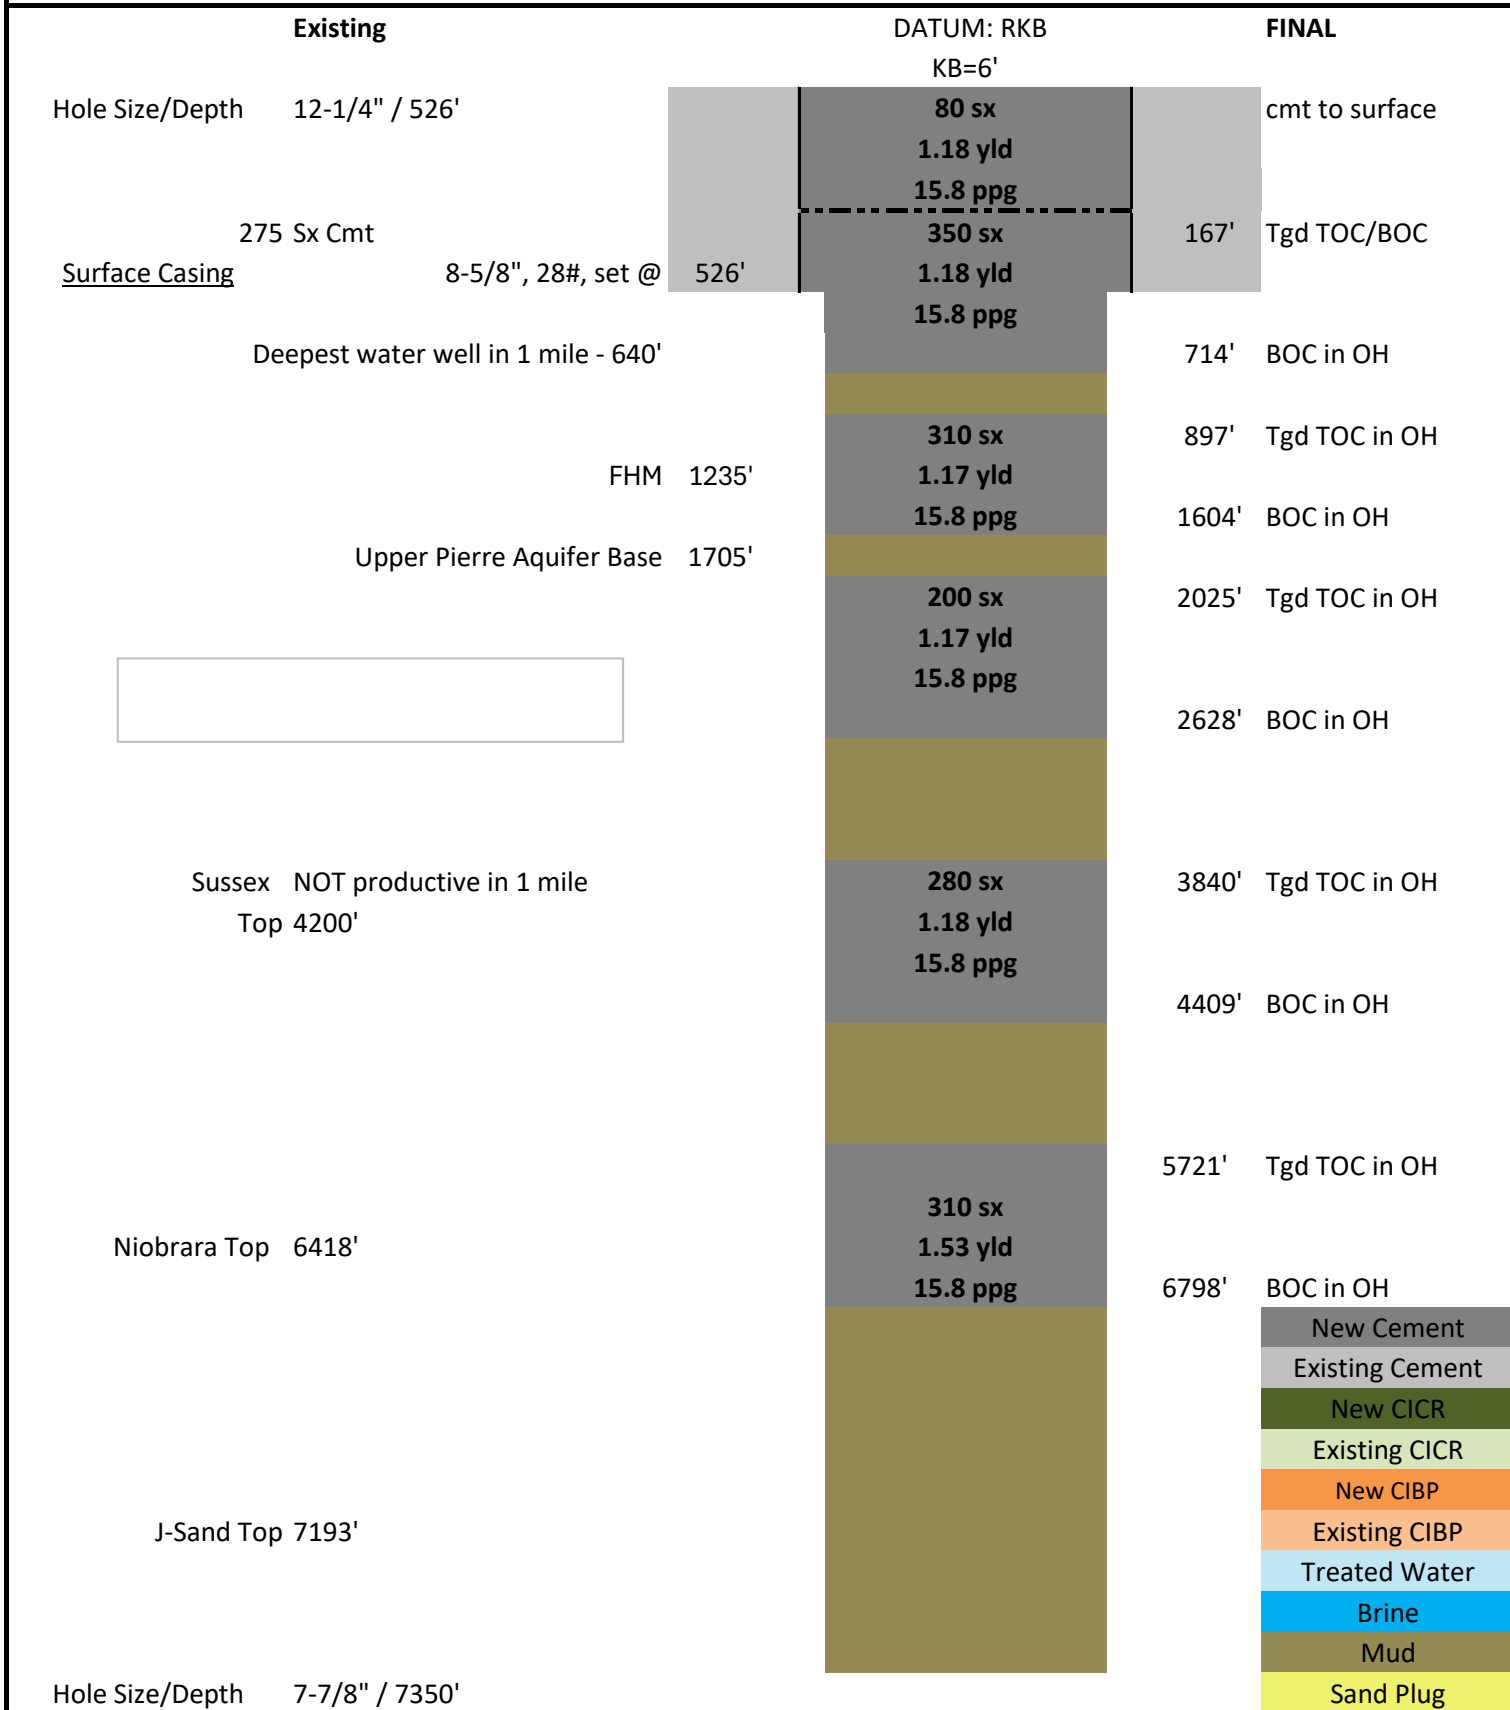 Existing DATUM: RKB FINAL
KB=6'
Hole Size/Depth 12-1/4" / 526' 80 sx cmt to surface
1.18 yld
15.8 ppg
275 Sx Cmt 350 sx 167' Tgd TOC/BOC
Surface Casing 8-5/8", 28#, set @ 526' 1.18 yld
15.8 ppg
Deepest water well in 1 mile - 640' 714' BOC in OH
310 sx 897' Tgd TOC in OH
FHM 1235' 1.17 yld
15.8 ppg 1604' BOC in OH
Upper Pierre Aquifer Base 1705'
200 sx 2025' Tgd TOC in OH
1.17 yld
15.8 ppg
2628' BOC in OH
Sussex NOT productive in 1 mile 280 sx 3840' Tgd TOC in OH
Top 4200' 1.18 yld
15.8 ppg
4409' BOC in OH
5721' Tgd TOC in OH
310 sx
Niobrara Top 6418' 1.53 yld
15.8 ppg 6798' BOC in OH
New Cement
Existing Cement
New CICR
Existing CICR
New CIBP
J-Sand Top 7193' Existing CIBP
Treated Water
Brine
Mud
Hole Size/Depth 7-7/8" / 7350' Sand Plug